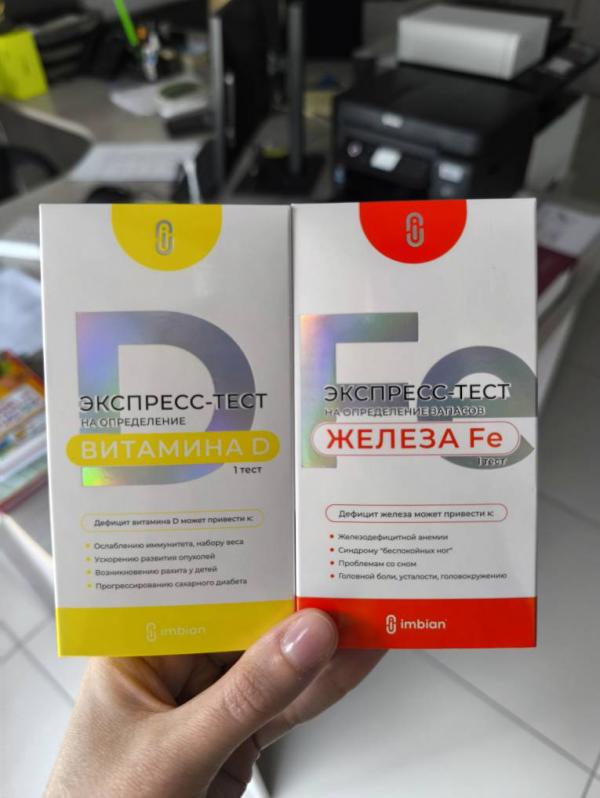 D
ЭКСПРЕСС-ТЕСТ
НА ОПРЕДЕЛЕНИЕ
ВИТАМИНА D
1 тест
Дефицит витамина D может привести к:
Ослаблению иммунитета, набору веса
Ускорению развития опухолей
Возникновению рахита у детей
Прогрессированию сахарного диабета
imbian
Fe
ЭКСПРЕСС-ТЕСТ
НА ОПРЕДЕЛЕНИЕ ЗАПАСОВ
ЖЕЛЕЗА Fe
1 тест
Дефицит железа может привести к:
Железодефицитной анемии
Синдрому "беспокойных ног"
Проблемам со сном
Головной боли, усталости, головокружению
imbian